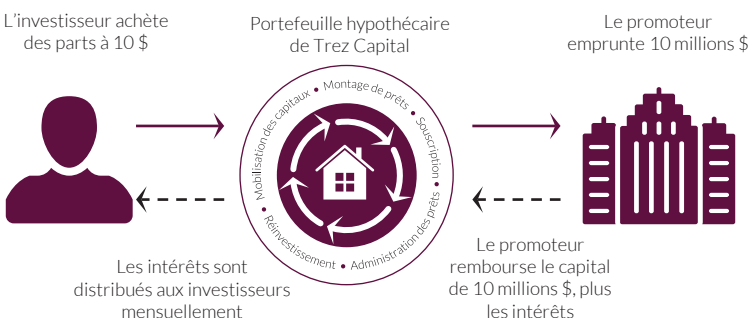 L'investisseur achète
des parts à 10 $
Portefeuille hypothécaire
de Trez Capital
Le promoteur
emprunte 10 millions $
Mobilisation des capitaux • Montage de prêts • Souscription • Administration des prêts • Réinvestissement •
Les intérêts sont
distribués aux investisseurs
mensuellement
Le promoteur
rembourse le capital
de 10 millions $, plus
les intérêts